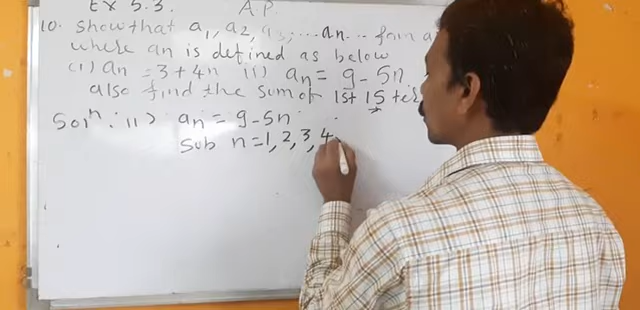 Ex 5.3. A.P
10. Show that a₁, a₂, a₃, ... an .. form a
where an is defined as below
(i) an = 3 + 4n (ii) an = 9 - 5n
also find the sum of 1st 15
Solⁿ: ii> an = 9 - 5n
Sub n = 1, 2, 3, 4